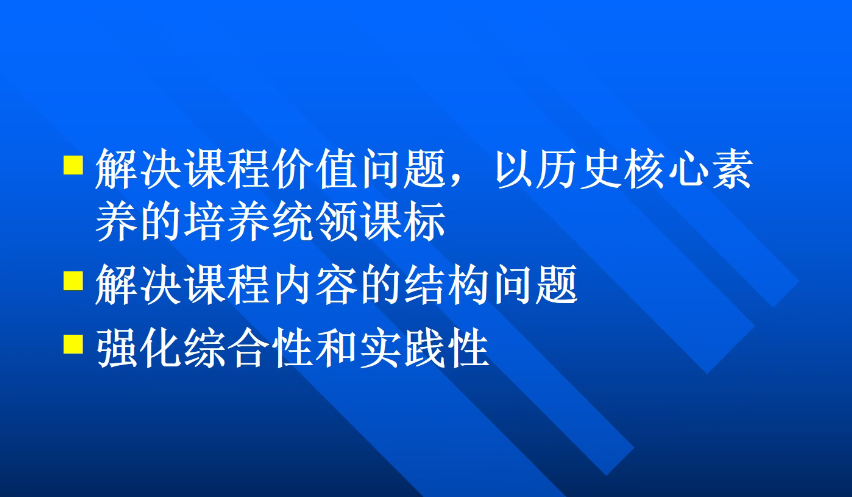 解决课程价值问题，以历史核心素
养的培养统领课标
解决课程内容的结构问题
强化综合性和实践性